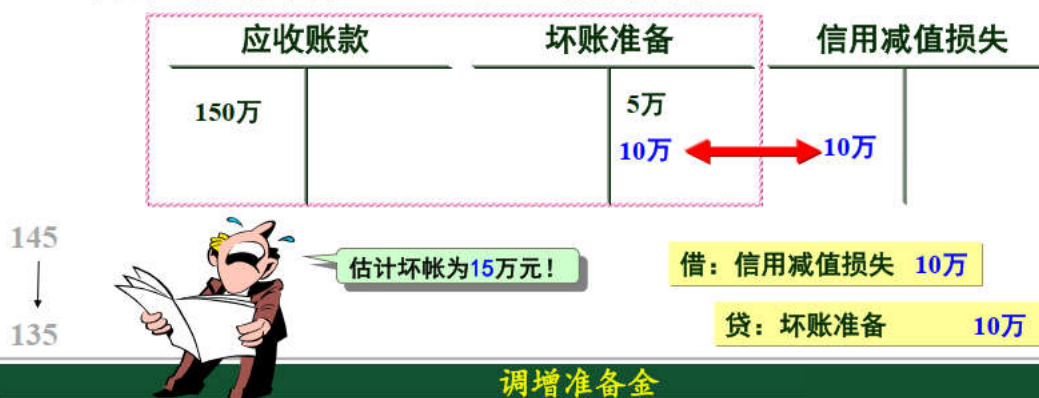 应收账款 坏账准备 信用减值损失
150万 5万
10万 10万
145
估计坏帐为15万元！
借：信用减值损失 10万
135
贷：坏账准备 10万
调增准备金